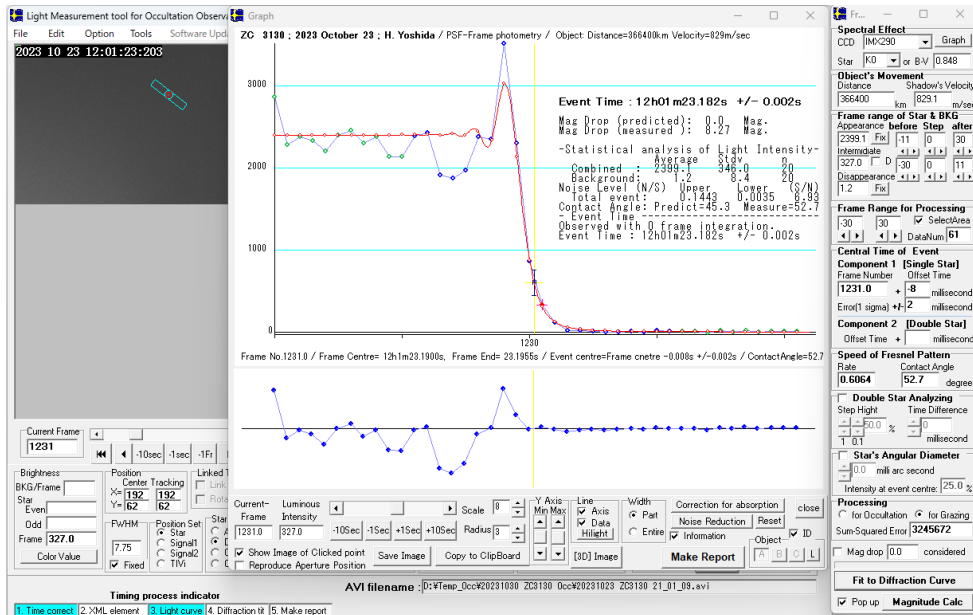 Light Measurement tool for Occultation Observa
File Edit Option Tools Software Upda
2023 10 23 12:01:23:203
Current Frame
1231
-10sec -1sec -1Fr
Brightness
BKG/Frame
Star
Even
Odd
Frame 327.0
Color Value
Position
Center Tracking
X= 192 192
Y= 62 62
Linked T
Link
Rota
FWHM
7.75
Fixed
Position Set
Star
Signal1
Signal2
TIVi
Star
Timing process indicator
1. Time correct 2. XML element 3. Light curve 4. Diffraction tit 5. Make report
AVI filename : D:¥Temp_Occ¥20231030 ZC3130 Occ¥20231023 ZC3130 21_01_09.avi
Graph
ZC 3130 ; 2023 October 23 ; H. Yoshida / PSF-Frame photometry / Object: Distance=366400kM Velocity=829m/sec
3000
2000
1000
0
1230
Event Time : 12h01m23.182s +/- 0.002s
Mag Drop (predicted): 0.0 Mag.
Mag Drop (measured ): 8.27 Mag.
-Statistical analysis of Light Intensity-
Average Stdv n
Combined : 2399.1 346.0 20
Background: 1.2 8.4 20
Noise Level (N/S) Upper Lower (S/N)
Total event: 0.1443 0.0035 6.93
Contact Angle: Predict=45.3 Measure=52.7
- Event Time
Observed with 0 frame integration.
Event Time : 12h01m23.182s +/- 0.002s
Frame No.1231.0 / Frame Centre= 12h1m23.1900s, Frame End= 23.1955s / Event centre=Frame cnetre -0.008s +/-0.002s / ContactAngle=52.7
Current-
Frame
1231.0
Luminous
Intensity
327.0
-10Sec -1Sec +1Sec +10Sec
Scale 8
Radius 3
Show Image of Clicked point
Reproduce Aperture Position
Save Image
Copy to ClipBoard
Y Axis
Min Max
Line
Axis
Data
Hilight
[3D] Image
Width
Part
Entire
Correction for absorption
Noise Reduction
Reset
close
Information
Make Report
Object
ID
A B C L
Fr...
Spectral Effect
CCD IMX290 Graph
Star K0 or B-V 0.848
Object's Movement
Distance Shadow's Velocity
366400 km 829.1 m/sec
Frame range of Star & BKG
Appearance before Step after
2399.1 Fix -11 0 30
Intermidiate
327.0 D -30 0 11
Disappearance
1.2 Fix
Frame Range for Processing
-30 30 SelectArea
DataNum 61
Central Time of Event
Component 1 [Single Star]
Frame Number Offset Time
1231.0 + -8 millisecond
Error(1 sigma) +/- 2 millisecond
Component 2 [Double Star]
Offset Time + millisecond
Speed of Fresnel Pattern
Rate Contact Angle
0.6064 52.7 degree
Double Star Analyzing
Step Hight Time Difference
50.0 % 0
1 0.1 millisecond
Star's Angular Diameter
0.0 milli arc second
Intensity at event centre: 25.0 %
Processing
for Occultation for Grazing
Sum-Squared Error 3245672
Mag drop 0.0 considered
Fit to Diffraction Curve
Pop up Magnitude Calc